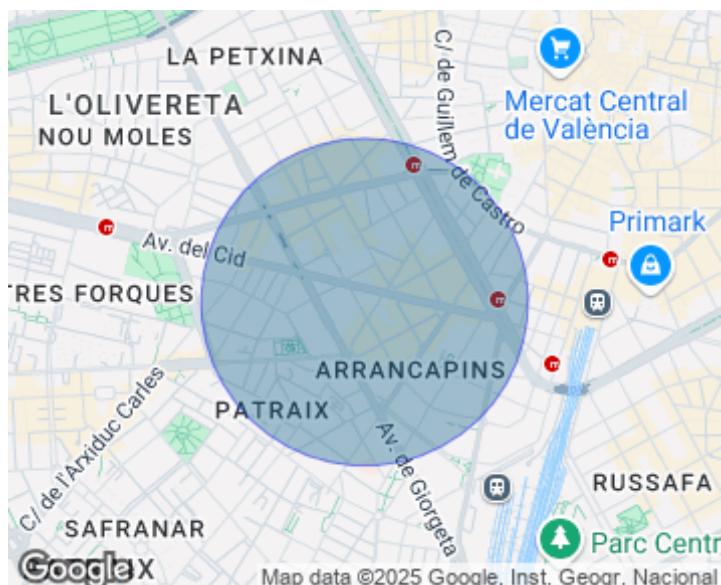 LA PETXINA
C/ de Guillem de Castro
L'OLIVERETA
NOU MOLES
Mercat Central
de València
Av. del Cid
Primark
TRES FORQUES
ARRANCAPINS
C/ de l'Arxiduc Carles
PATRAIX
Av. de Giorgeta
RUSSAFA
SAFRANAR
Parc Centr
Google
IX
Map data ©2025 Google, Inst. Geogr. Nacional